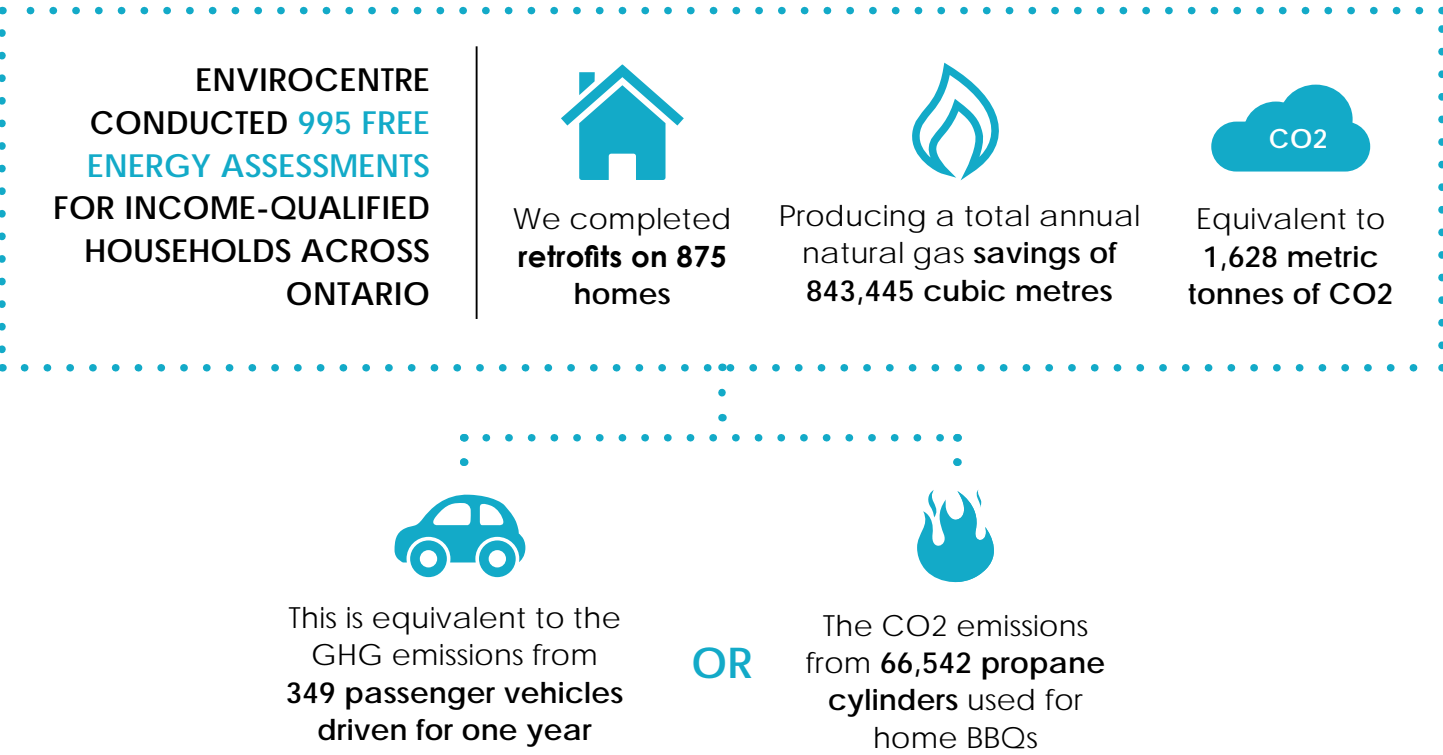 ENVIROCENTRE
CONDUCTED 995 FREE
ENERGY ASSESSMENTS
FOR INCOME-QUALIFIED
HOUSEHOLDS ACROSS
ONTARIO
We completed
retrofits on 875
homes
Producing a total annual
natural gas savings of
843,445 cubic metres
CO2
Equivalent to
1,628 metric
tonnes of CO2
This is equivalent to the
GHG emissions from
349 passenger vehicles
driven for one year
OR
The CO2 emissions
from 66,542 propane
cylinders used for
home BBQs